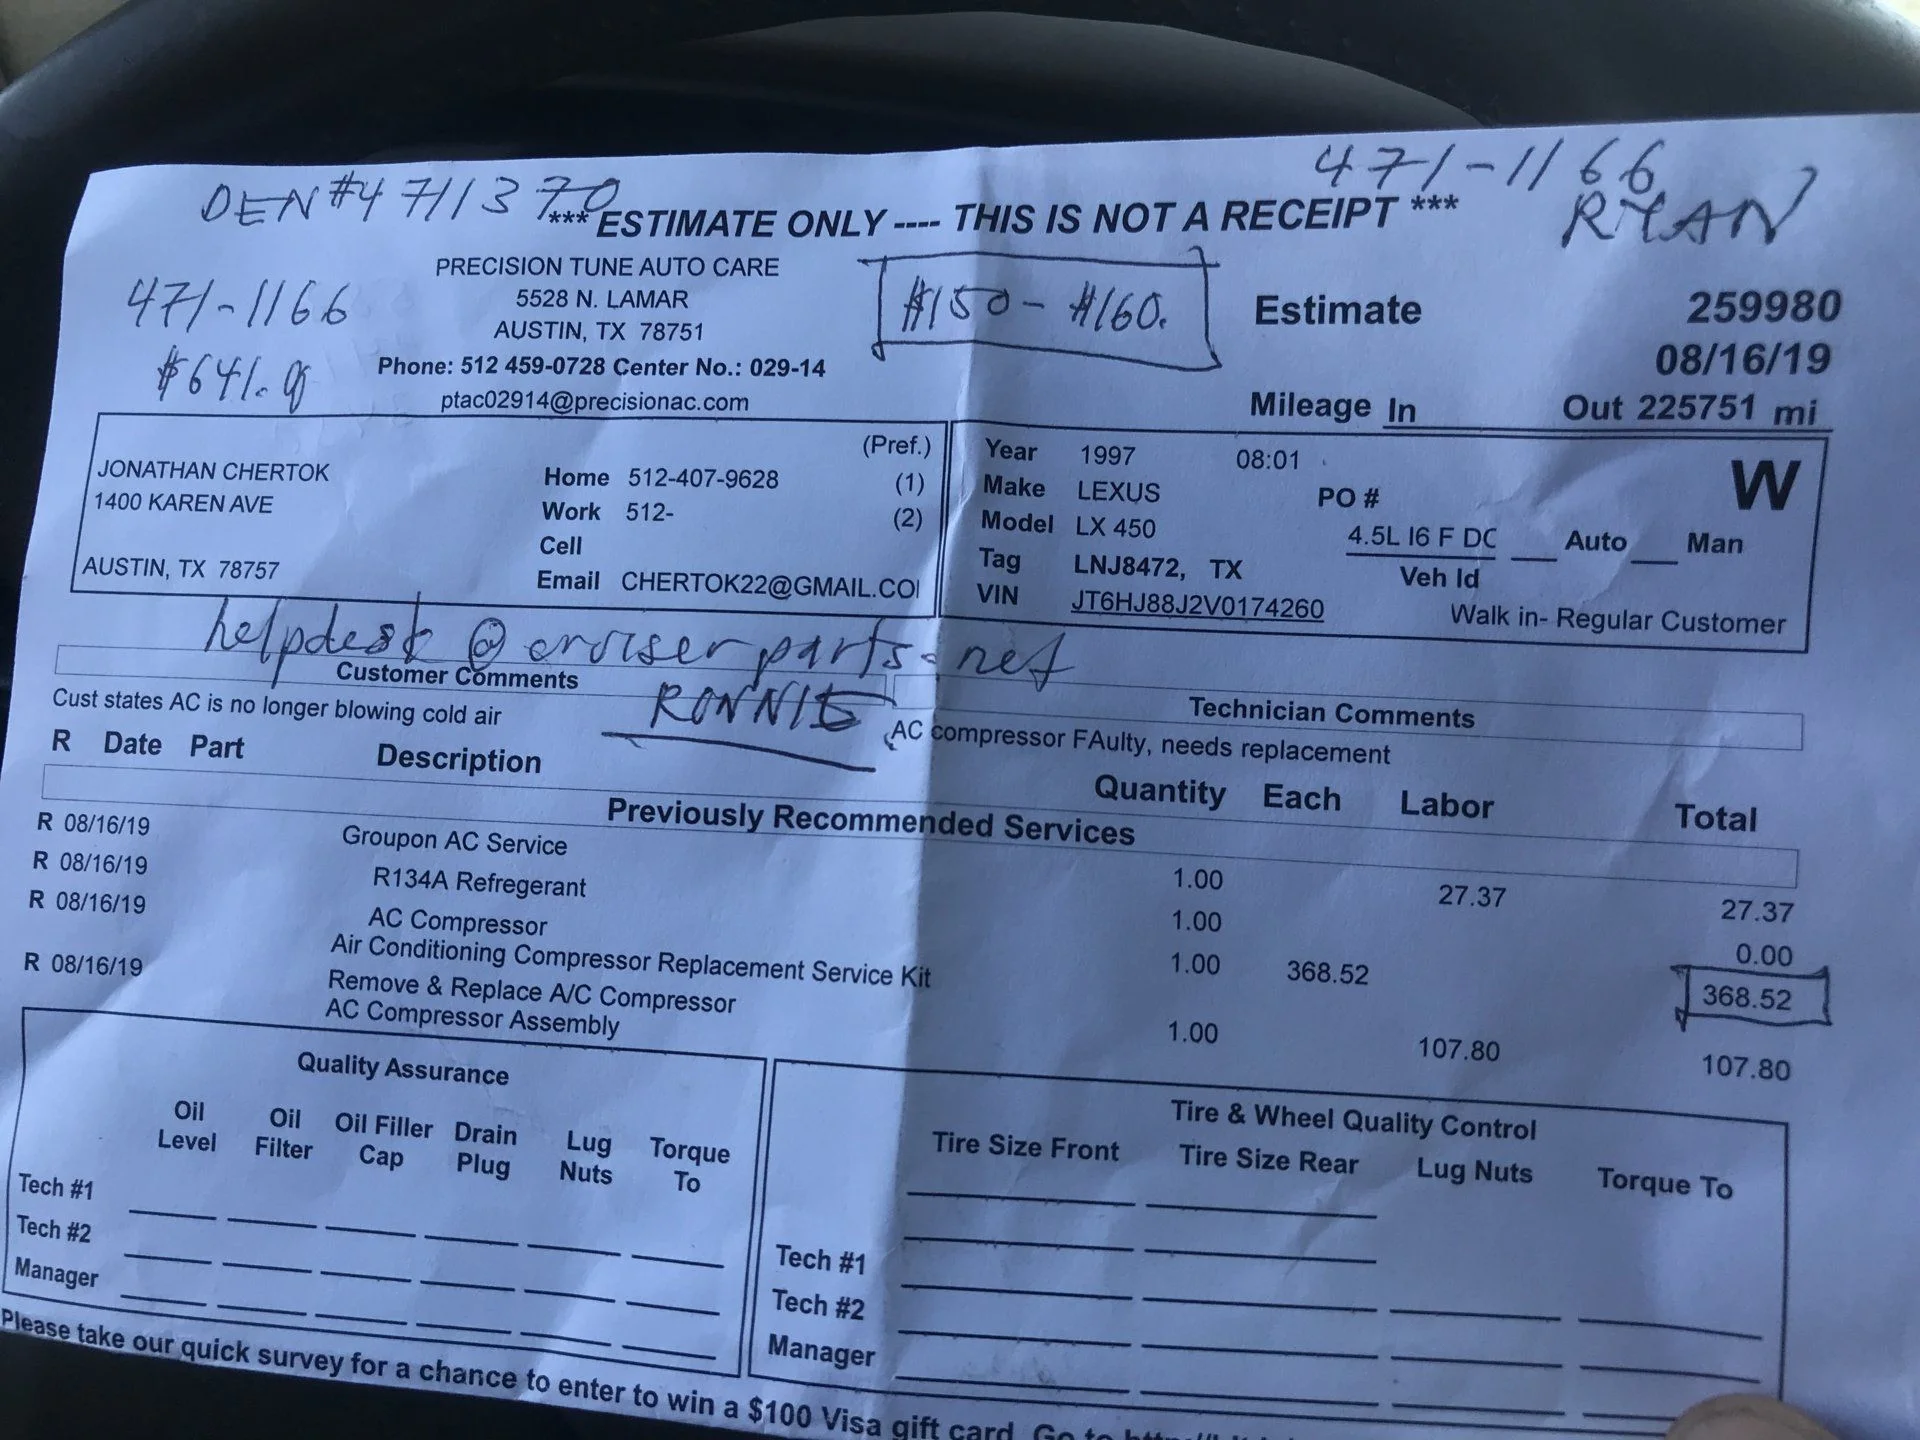 DEN #4711370
471-1166
RYAN
*** ESTIMATE ONLY ---- THIS IS NOT A RECEIPT ***
PRECISION TUNE AUTO CARE
5528 N. LAMAR
AUSTIN, TX 78751
Phone: 512 459-0728 Center No.: 029-14
ptac02914@precisionac.com
471-1166
$641.
$150 - $160.
Estimate 259980
08/16/19
Mileage In Out 225751 mi
JONATHAN CHERTOK
1400 KAREN AVE
AUSTIN, TX 78757
(Pref.)
Home 512-407-9628 (1)
Work 512- (2)
Cell
Email CHERTOK22@GMAIL.COI
Year 1997 08:01 W
Make LEXUS PO #
Model LX 450 4.5L I6 F DC Auto Man
Tag LNJ8472, TX Veh Id
VIN JT6HJ88J2V0174260 Walk in- Regular Customer
helpdesk@cruiserparts.net
RONNIE
Customer Comments
Cust states AC is no longer blowing cold air
Technician Comments
AC compressor FAulty, needs replacement
R Date Part Description Quantity Each Labor Total
Previously Recommended Services
R 08/16/19 Groupon AC Service 1.00 27.37 27.37
R 08/16/19 R134A Refregerant 1.00 0.00
R 08/16/19 AC Compressor 1.00 368.52 368.52
Air Conditioning Compressor Replacement Service Kit
R 08/16/19 Remove & Replace A/C Compressor 1.00 107.80 107.80
AC Compressor Assembly
Quality Assurance
Oil Level Oil Filter Oil Filler Cap Drain Plug Lug Nuts Torque To
Tech #1
Tech #2
Manager
Tire & Wheel Quality Control
Tire Size Front Tire Size Rear Lug Nuts Torque To
Tech #1
Tech #2
Manager
Please take our quick survey for a chance to enter to win a $100 Visa gift card. Go to